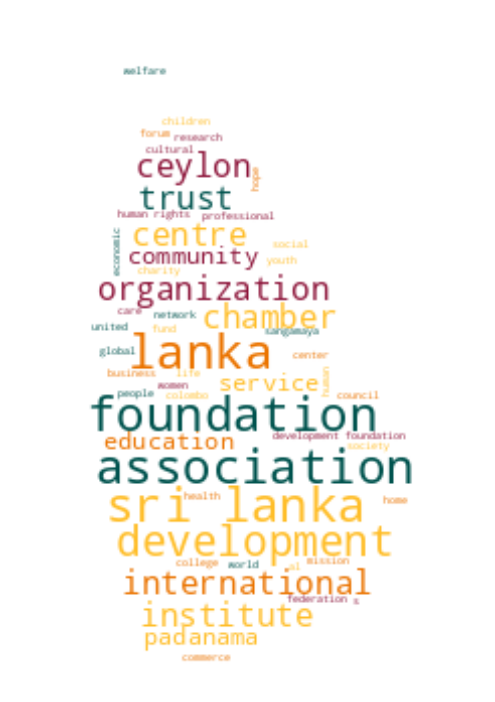 welfare
children
forum research
cultural
ceylon
hope
trust
human rights professional
centre
economic
social
community
youth
charity
organization
care network chamber
united fund sangamaya
lanka
global
center
business life
women service human
people colombo council
foundation
education development foundation
society
association
sri lanka
health
home
development
college world al mission
international
federation s
institute
padanama
commerce